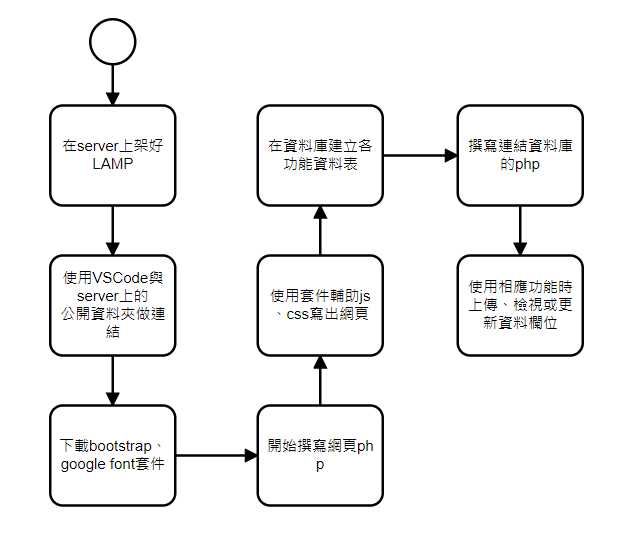 在server上架好
LAMP
使用VSCode與
server上的
公開資料夾做連
結
下載bootstrap、
google font套件
開始撰寫網頁ph
p
使用套件輔助js
、css寫出網頁
在資料庫建立各
功能資料表
撰寫連結資料庫
的php
使用相應功能時
上傳、檢視或更
新資料欄位